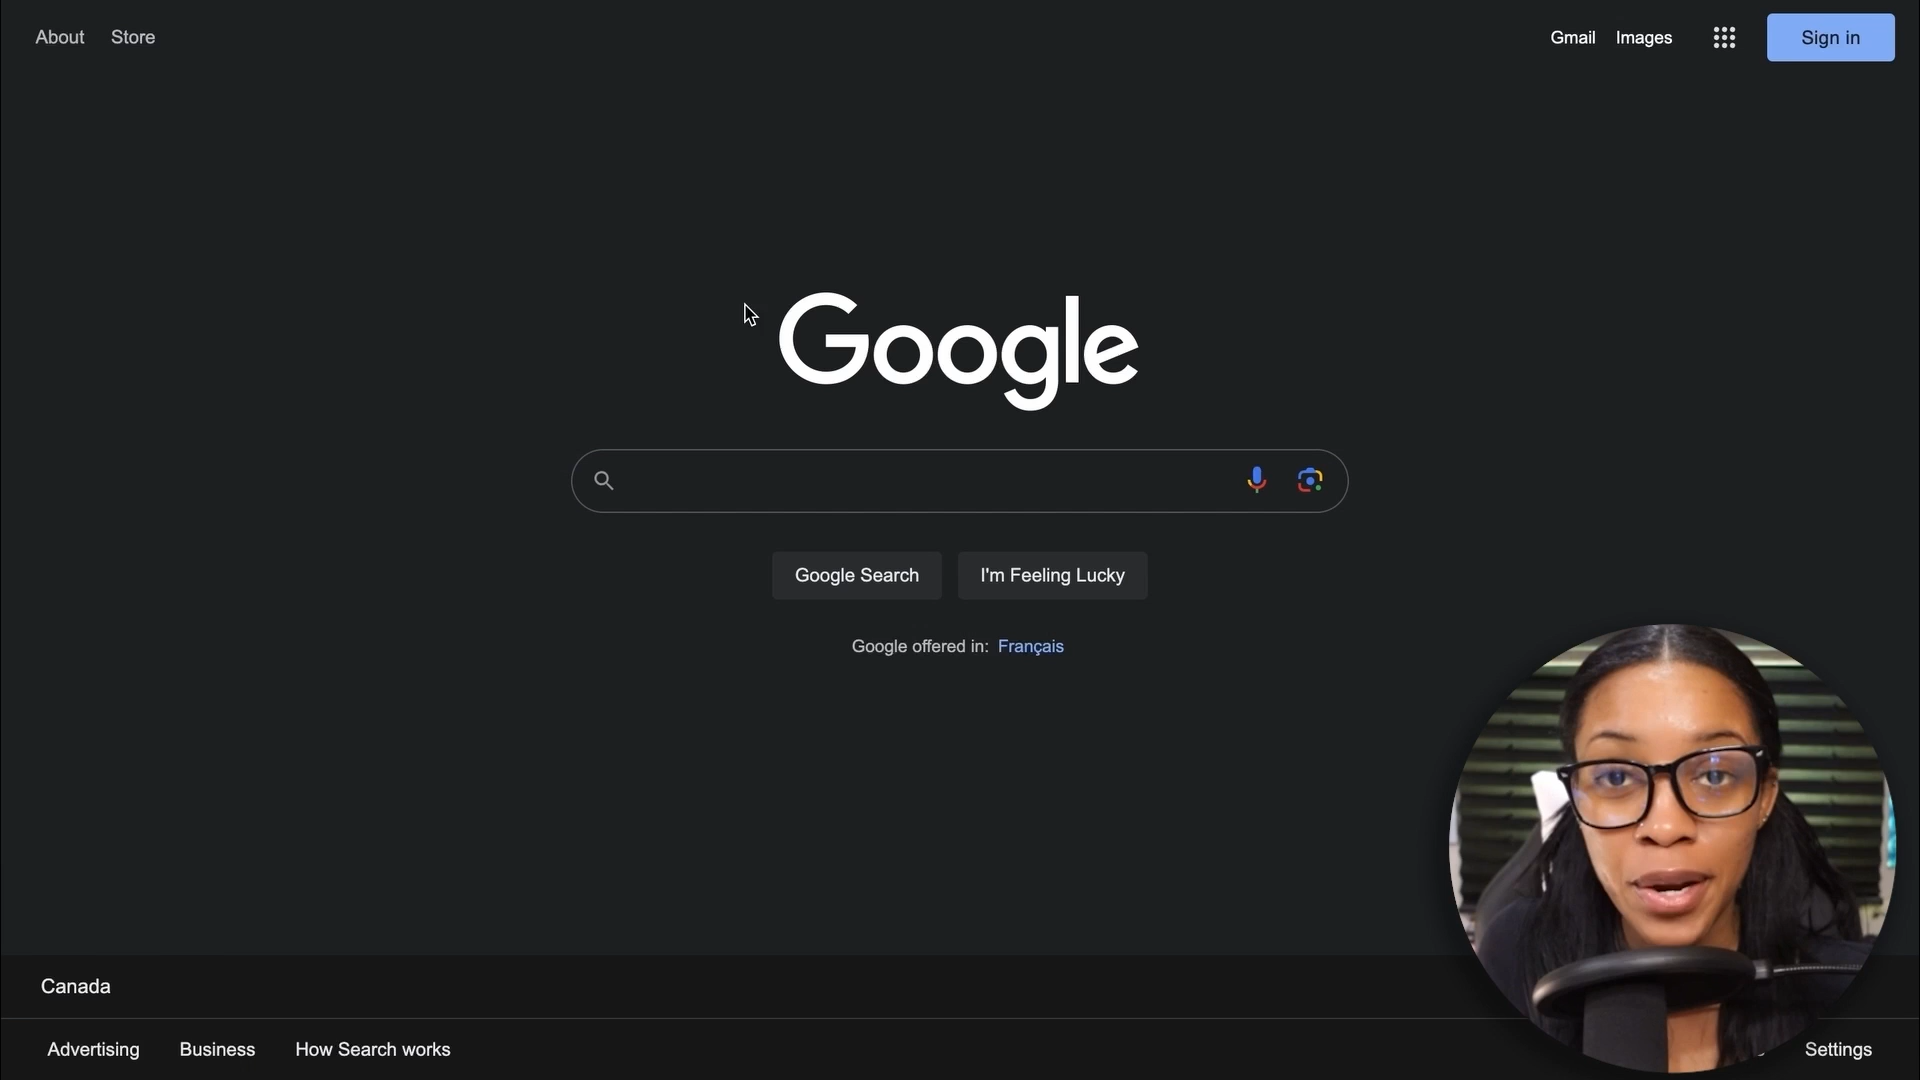 About Store Gmail Images Sign in
Google
Google Search I'm Feeling Lucky
Google offered in: Français
Canada
Advertising Business How Search works Settings